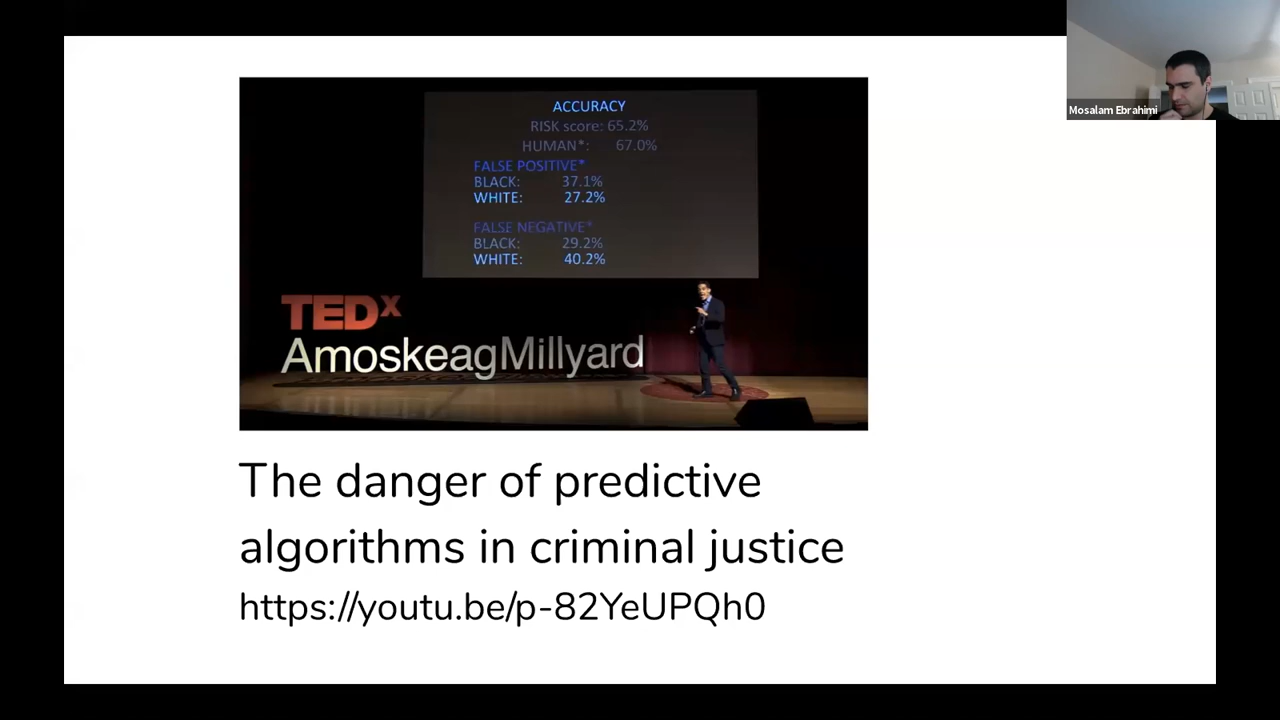 ACCURACY
RISK score: 65.2%
HUMAN*: 67.0%
FALSE POSITIVE*
BLACK: 37.1%
WHITE: 27.2%
FALSE NEGATIVE*
BLACK: 29.2%
WHITE: 40.2%
TEDx
AmoskeagMillyard
Mosalam Ebrahimi
The danger of predictive
algorithms in criminal justice
https://youtu.be/p-82YeUPQh0